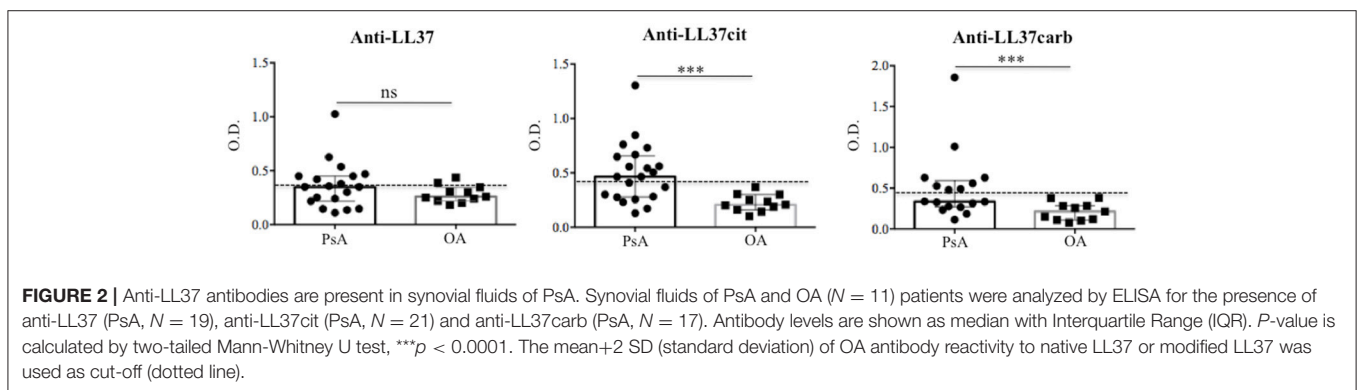 Anti-LL37
1.5
1.0
0.5
0.0
O.D.
ns
PsA
OA
Anti-LL37cit
1.5
1.0
0.5
0.0
O.D.
***
PsA
OA
Anti-LL37carb
2.0
1.5
1.0
0.5
0.0
O.D.
***
PsA
OA
FIGURE 2 | Anti-LL37 antibodies are present in synovial fluids of PsA. Synovial fluids of PsA and OA (N = 11) patients were analyzed by ELISA for the presence of
anti-LL37 (PsA, N = 19), anti-LL37cit (PsA, N = 21) and anti-LL37carb (PsA, N = 17). Antibody levels are shown as median with Interquartile Range (IQR). P-value is
calculated by two-tailed Mann-Whitney U test, ***p < 0.0001. The mean+2 SD (standard deviation) of OA antibody reactivity to native LL37 or modified LL37 was
used as cut-off (dotted line).